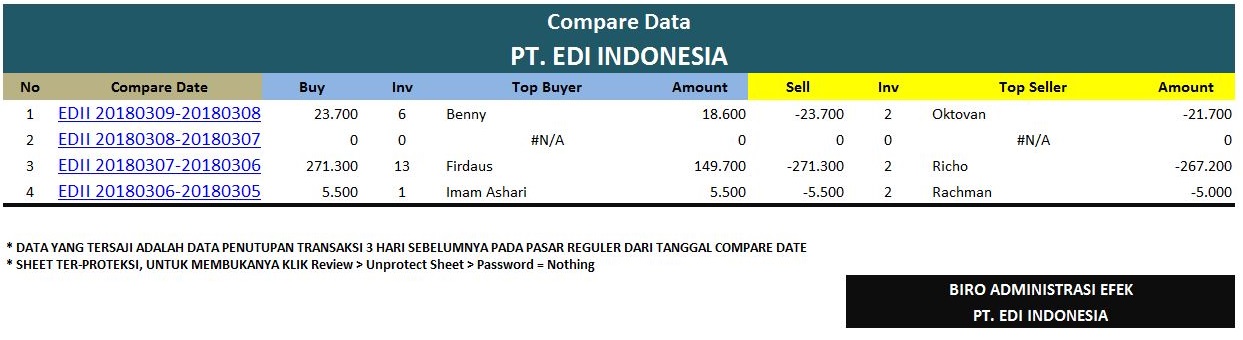 Compare Data
PT. EDI INDONESIA
No Compare Date Buy Inv Top Buyer Amount Sell Inv Top Seller Amount
1 EDII 20180309-20180308 23.700 6 Benny 18.600 -23.700 2 Oktovan -21.700
2 EDII 20180308-20180307 0 0 #N/A 0 0 0 #N/A 0
3 EDII 20180307-20180306 271.300 13 Firdaus 149.700 -271.300 2 Richo -267.200
4 EDII 20180306-20180305 5.500 1 Imam Ashari 5.500 -5.500 2 Rachman -5.000
* DATA YANG TERSAJI ADALAH DATA PENUTUPAN TRANSAKSI 3 HARI SEBELUMNYA PADA PASAR REGULER DARI TANGGAL COMPARE DATE
* SHEET TER-PROTEKSI, UNTUK MEMBUKANYA KLIK Review > Unprotect Sheet > Password = Nothing
BIRO ADMINISTRASI EFEK
PT. EDI INDONESIA